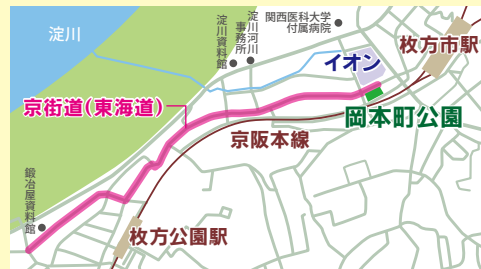 淀川
淀川資料館
淀川河川
事務所
関西医科大学
付属病院
イオン
枚方市駅
京街道(東海道)
岡本町公園
京阪本線
鍛冶屋資料館
枚方公園駅